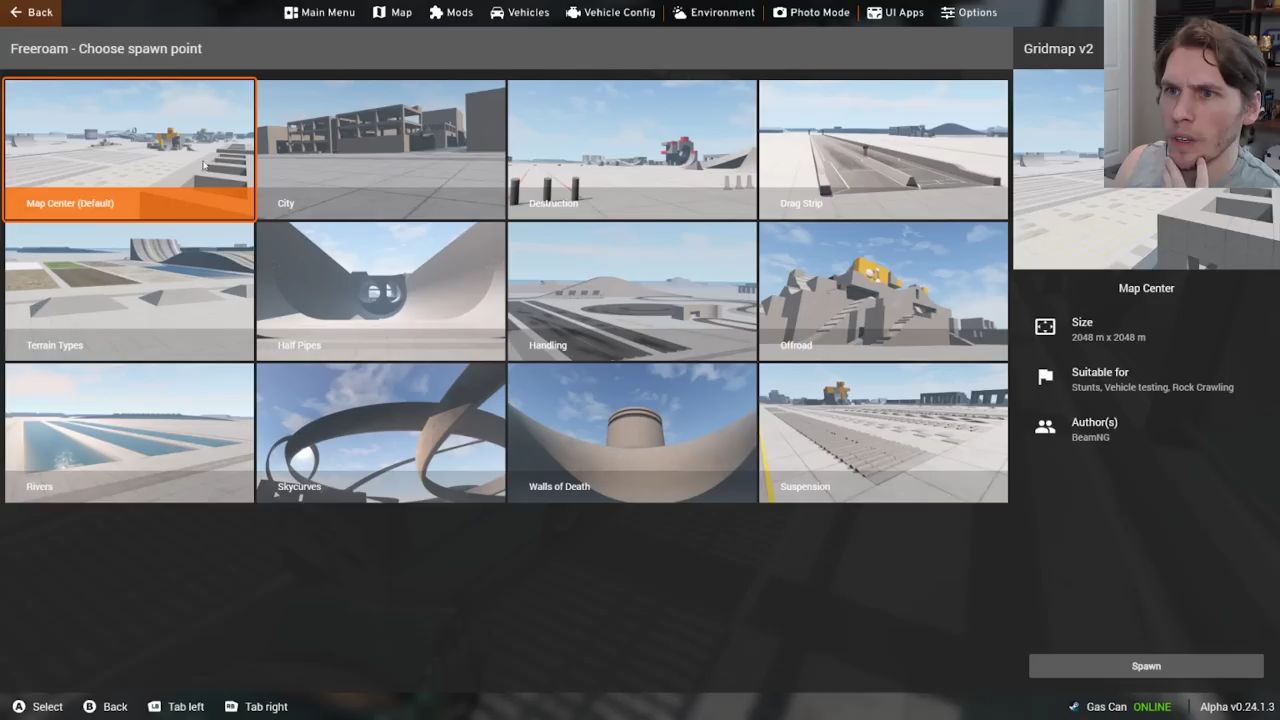 Back
Main Menu
Map
Mods
Vehicles
Vehicle Config
Environment
Photo Mode
UI Apps
Options
Freeroam - Choose spawn point
Gridmap v2
Map Center (Default)
City
Destruction
Drag Strip
Terrain Types
Half Pipes
Handling
Offroad
Rivers
Skycurves
Walls of Death
Suspension
Map Center
Size
2048 m x 2048 m
Suitable for
Stunts, Vehicle testing, Rock Crawling
Author(s)
BeamNG
Spawn
A Select
B Back
LB Tab left
RB Tab right
Gas Can ONLINE
Alpha v0.24.1.3